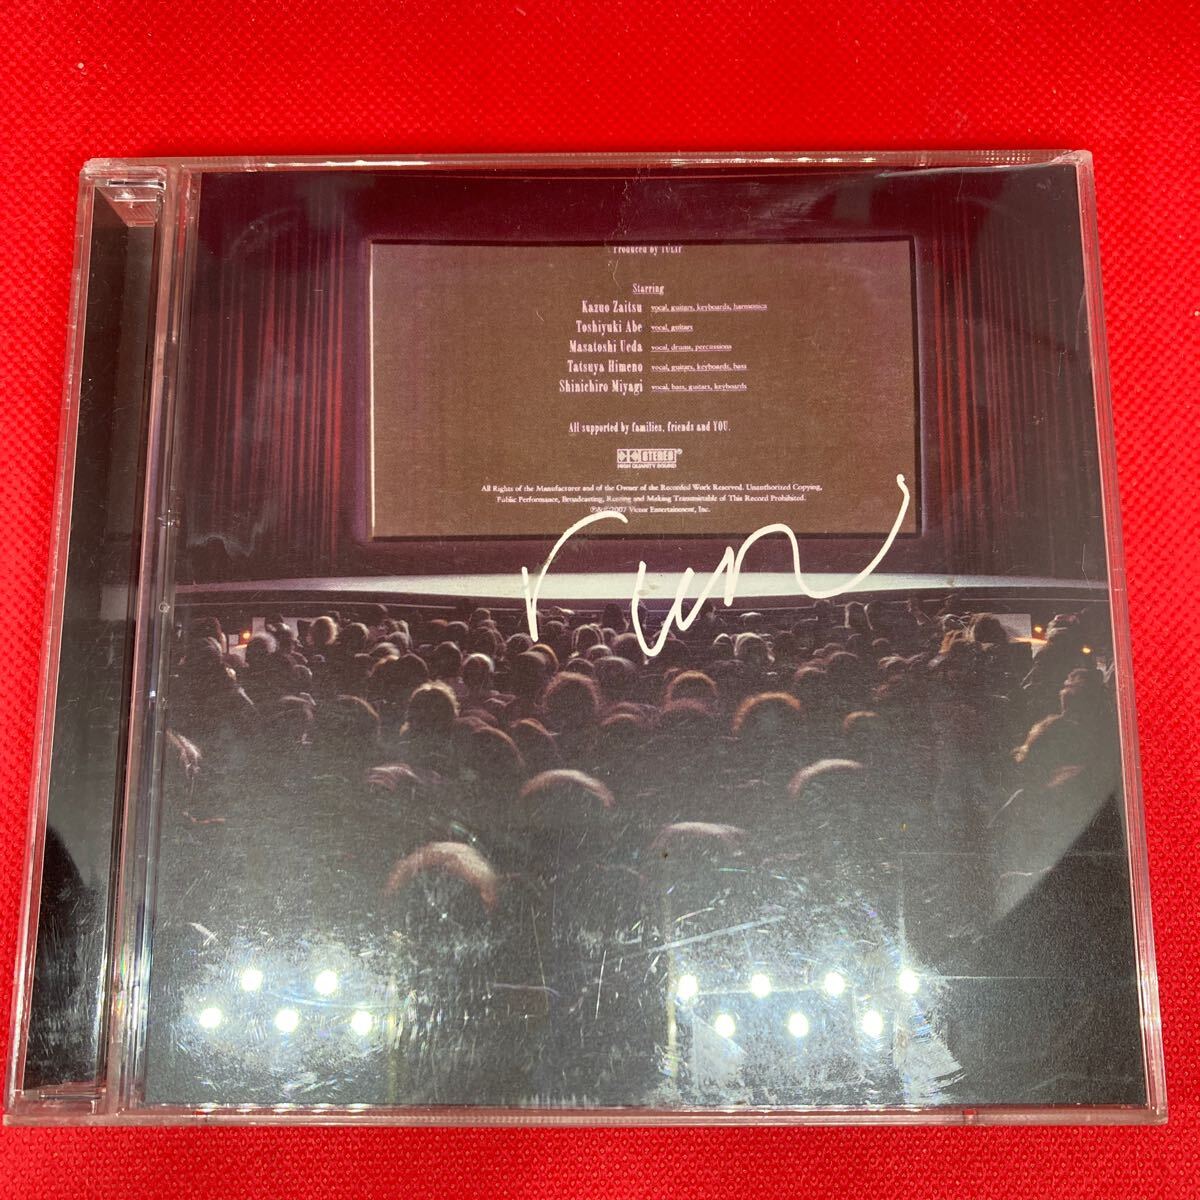 Produced by TULIP
Starring
Kazuo Zaitsu vocal, guitars, keyboards, harmonica
Toshiyuki Abe vocal, guitars
Masatoshi Ueda vocal, drums, percussions
Tatsuya Himeno vocal, guitars, keyboards, bass
Shinichiro Miyagi vocal, bass, guitars, keyboards
All supported by families, friends and YOU.
STEREO
HIGH QUARITY SOUND
All Rights of the Manufacturer and of the Owner of the Recorded Work Reserved. Unauthorized Copying,
Public Performance, Broadcasting, Renting and Making Transmittable of This Record Prohibited.
℗&©2007 Victor Entertainment, Inc.
run